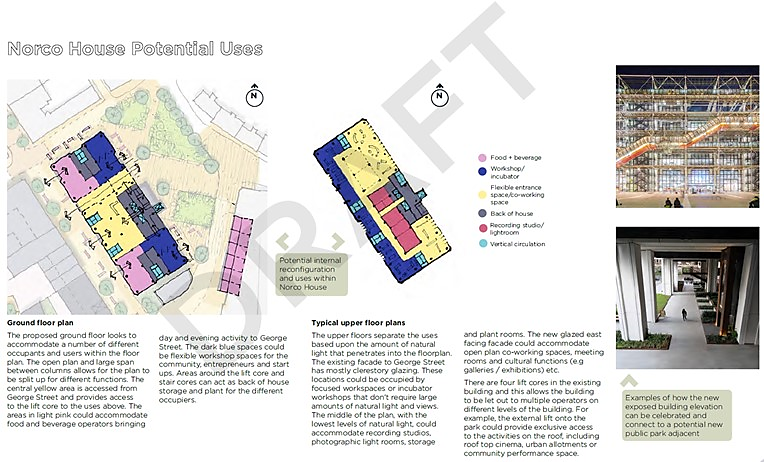 Norco House Potential Uses
DRAFT
N
N
Food + beverage
Workshop/
incubator
Flexible entrance
space/co-working
space
Back of house
Recording studio/
lightroom
Vertical circulation
Potential internal
reconfiguration
and uses within
Norco House
Ground floor plan
The proposed ground floor looks to
accommodate a number of different
occupants and users within the floor
plan. The open plan and large span
between columns allows for the plan to
be split up for different functions. The
central yellow area is accessed from
George Street and provides access
to the lift core to the uses above. The
areas in light pink could accommodate
food and beverage operators bringing
day and evening activity to George
Street. The dark blue spaces could
be flexible workshop spaces for the
community, entrepreneurs and start
ups. Areas around the lift core and
stair cores can act as back of house
storage and plant for the different
occupiers.
Typical upper floor plans
The upper floors separate the uses
based upon the amount of natural
light that penetrates into the floorplan.
The existing facade to George Street
has mostly clerestory glazing. These
locations could be occupied by
focused workspaces or incubator
workshops that don't require large
amounts of natural light and views.
The middle of the plan, with the
lowest levels of natural light, could
accommodate recording studios,
photographic light rooms, storage
and plant rooms. The new glazed east
facing facade could accommodate
open plan co-working spaces, meeting
rooms and cultural functions (e.g
galleries / exhibitions) etc.
There are four lift cores in the existing
building and this allows the building
to be let out to multiple operators on
different levels of the building. For
example, the external lift onto the
park could provide exclusive access
to the activities on the roof, including
roof top cinema, urban allotments or
community performance space.
Examples of how the new
exposed building elevation
can be celebrated and
connect to a potential new
public park adjacent